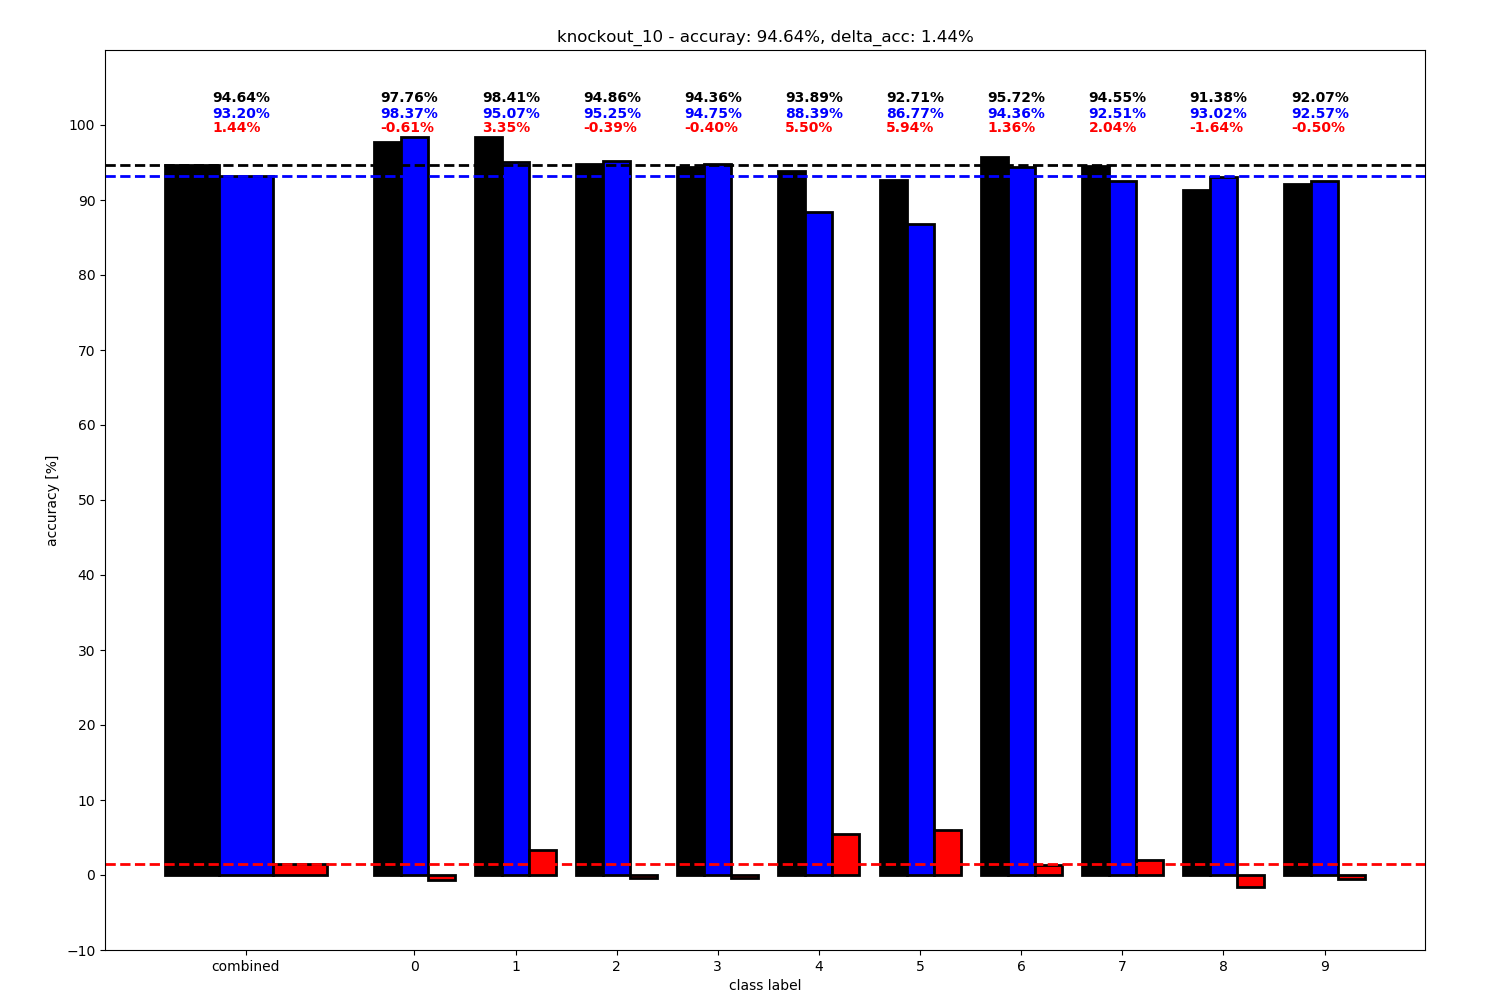 knockout_10 - accuray: 94.64%, delta_acc: 1.44%
94.64% 97.76% 98.41% 94.86% 94.36% 93.89% 92.71% 95.72% 94.55% 91.38% 92.07%
93.20% 98.37% 95.07% 95.25% 94.75% 88.39% 86.77% 94.36% 92.51% 93.02% 92.57%
1.44% -0.61% 3.35% -0.39% -0.40% 5.50% 5.94% 1.36% 2.04% -1.64% -0.50%
100
90
80
70
60
50
40
30
20
10
0
−10
accuracy [%]
combined 0 1 2 3 4 5 6 7 8 9
class label